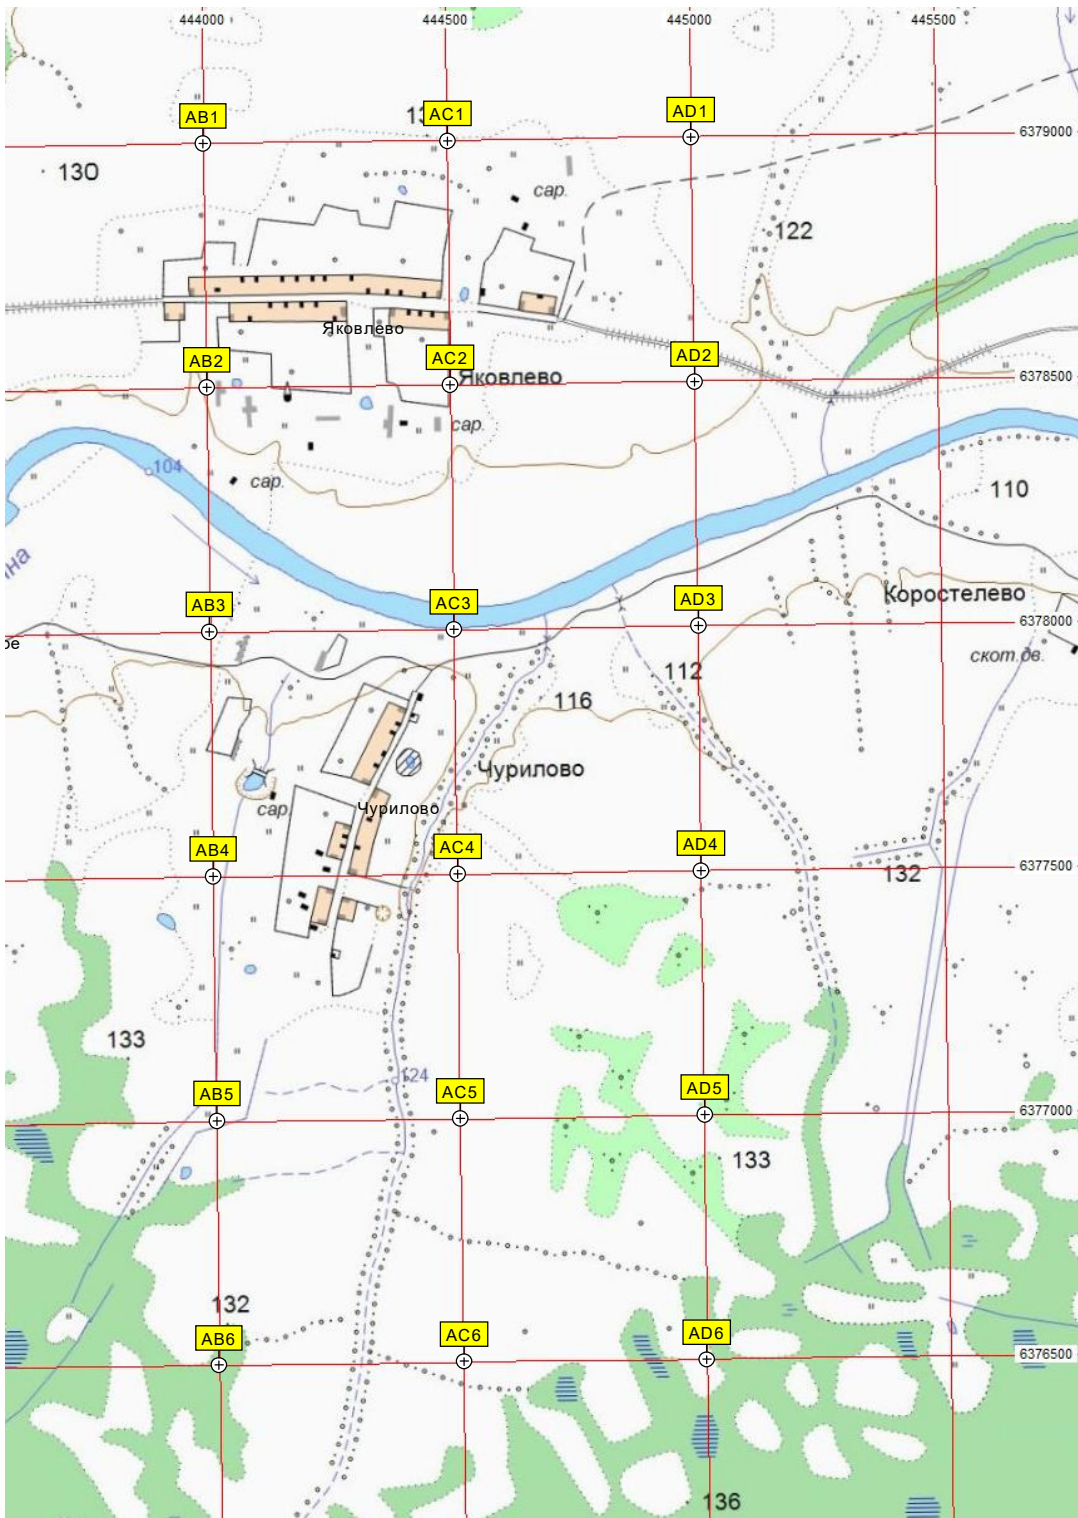 444000 444500 445000 445500
AB1 AC1 AD1
6379000
130
сар.
122
Яковлево
AB2 AC2 AD2
Яковлево
6378500
сар.
104
сар.
110
AB3 AC3 AD3
Коростелево
6378000
скот.дв.
112
116
Чурилово
сар.
Чурилово
AB4 AC4 AD4
6377500
132
133
124
AB5 AC5 AD5
6377000
133
132
AB6 AC6 AD6
6376500
136